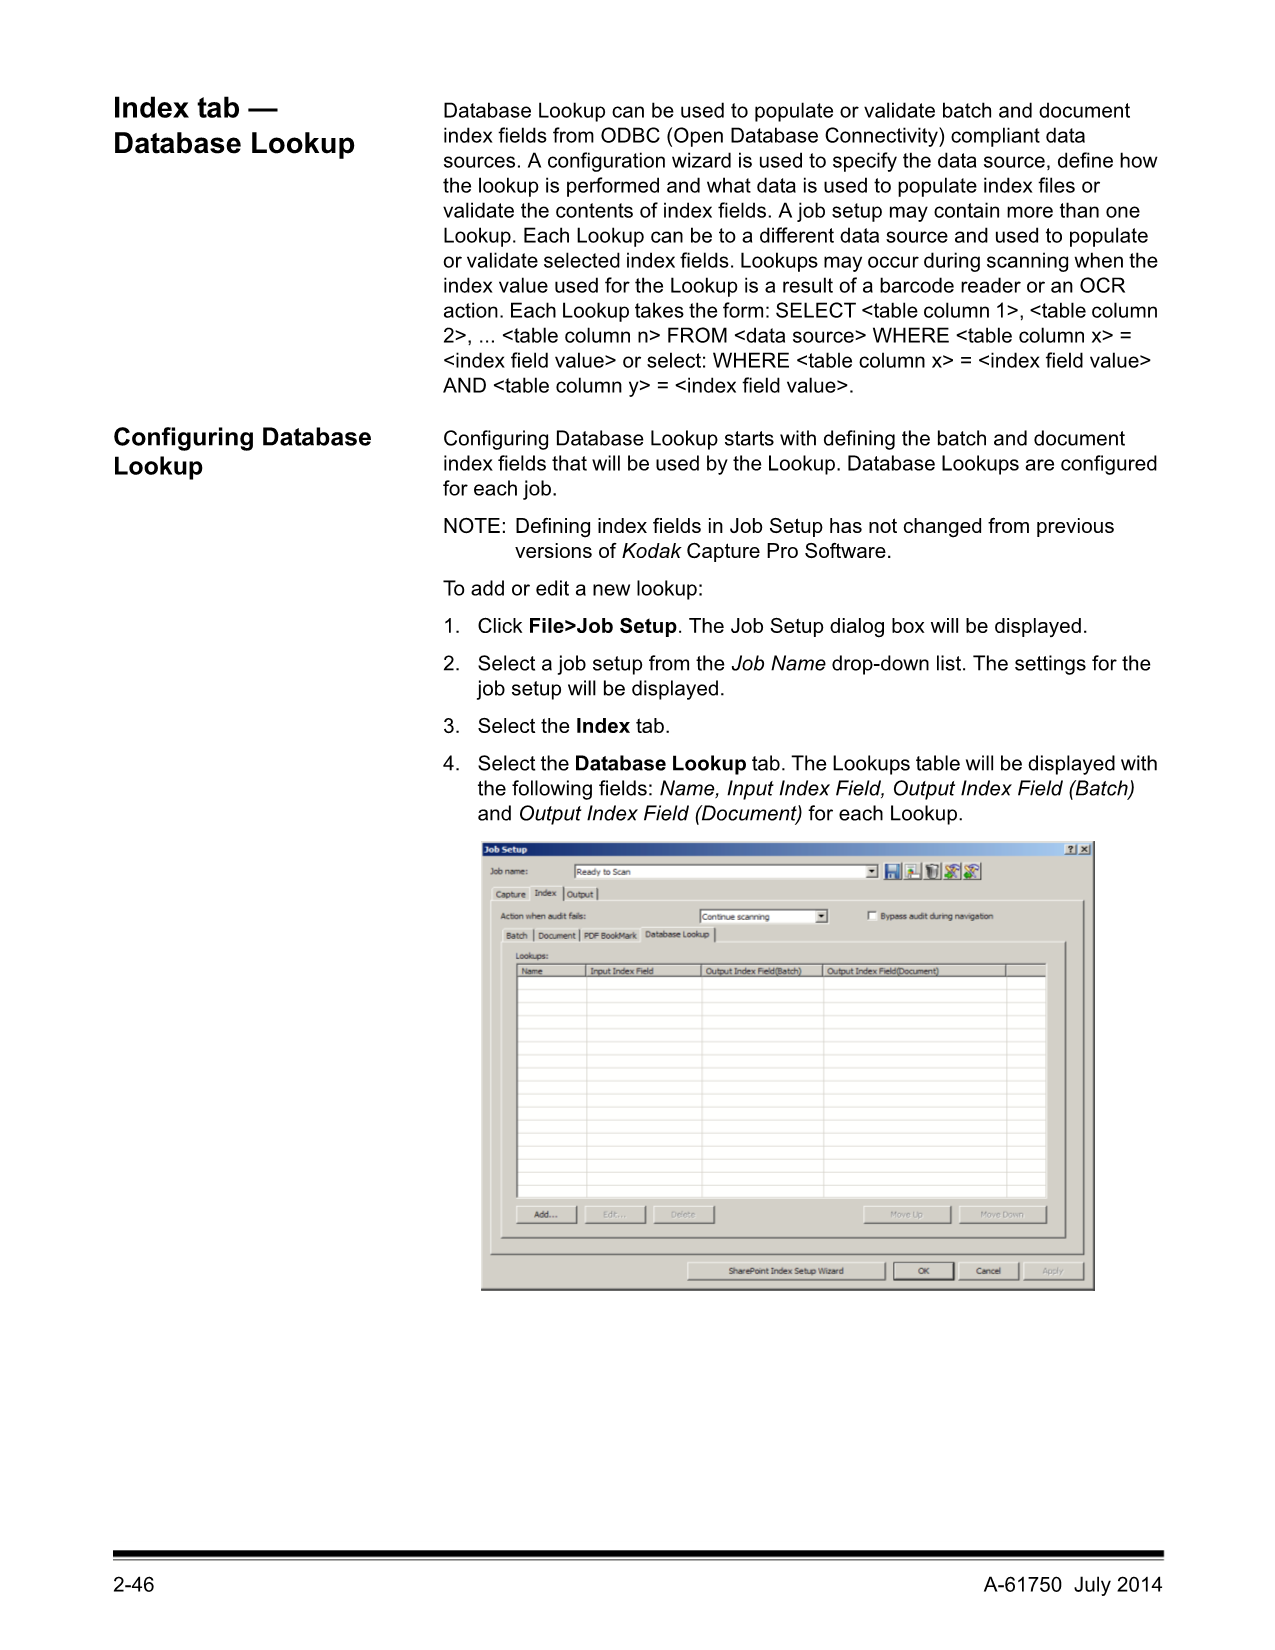 Index tab —
Database Lookup
Database Lookup can be used to populate or validate batch and document
index fields from ODBC (Open Database Connectivity) compliant data
sources. A configuration wizard is used to specify the data source, define how
the lookup is performed and what data is used to populate index files or
validate the contents of index fields. A job setup may contain more than one
Lookup. Each Lookup can be to a different data source and used to populate
or validate selected index fields. Lookups may occur during scanning when the
index value used for the Lookup is a result of a barcode reader or an OCR
action. Each Lookup takes the form: SELECT <table column 1>, <table column
2>, ... <table column n> FROM <data source> WHERE <table column x> =
<index field value> or select: WHERE <table column x> = <index field value>
AND <table column y> = <index field value>.
Configuring Database
Lookup
Configuring Database Lookup starts with defining the batch and document
index fields that will be used by the Lookup. Database Lookups are configured
for each job.
NOTE: Defining index fields in Job Setup has not changed from previous
versions of Kodak Capture Pro Software.
To add or edit a new lookup:
1. Click File>Job Setup. The Job Setup dialog box will be displayed.
2. Select a job setup from the Job Name drop-down list. The settings for the
job setup will be displayed.
3. Select the Index tab.
4. Select the Database Lookup tab. The Lookups table will be displayed with
the following fields: Name, Input Index Field, Output Index Field (Batch)
and Output Index Field (Document) for each Lookup.
Job Setup
Job name: Ready to Scan
Capture Index Output
Action when audit fails: Continue scanning Bypass audit during navigation
Batch Document PDF BookMark Database Lookup
Lookups:
Name Input Index Field Output Index Field(Batch) Output Index Field(Document)
Add... Edit... Delete Move Up Move Down
SharePoint Index Setup Wizard OK Cancel Apply
2-46 A-61750 July 2014